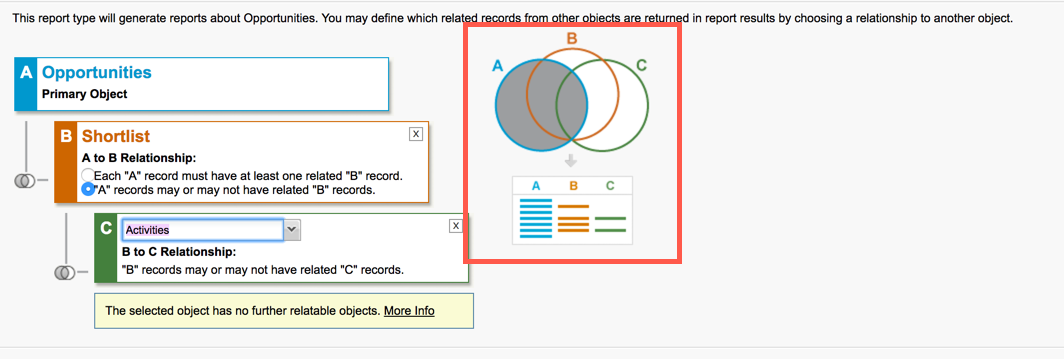 This report type will generate reports about Opportunities. You may define which related records from other objects are returned in report results by choosing a relationship to another object.
A Opportunities
Primary Object
B Shortlist X
A to B Relationship:
Each "A" record must have at least one related "B" record.
"A" records may or may not have related "B" records.
C Activities X
B to C Relationship:
"B" records may or may not have related "C" records.
The selected object has no further relatable objects. More Info
B
A C
A B C